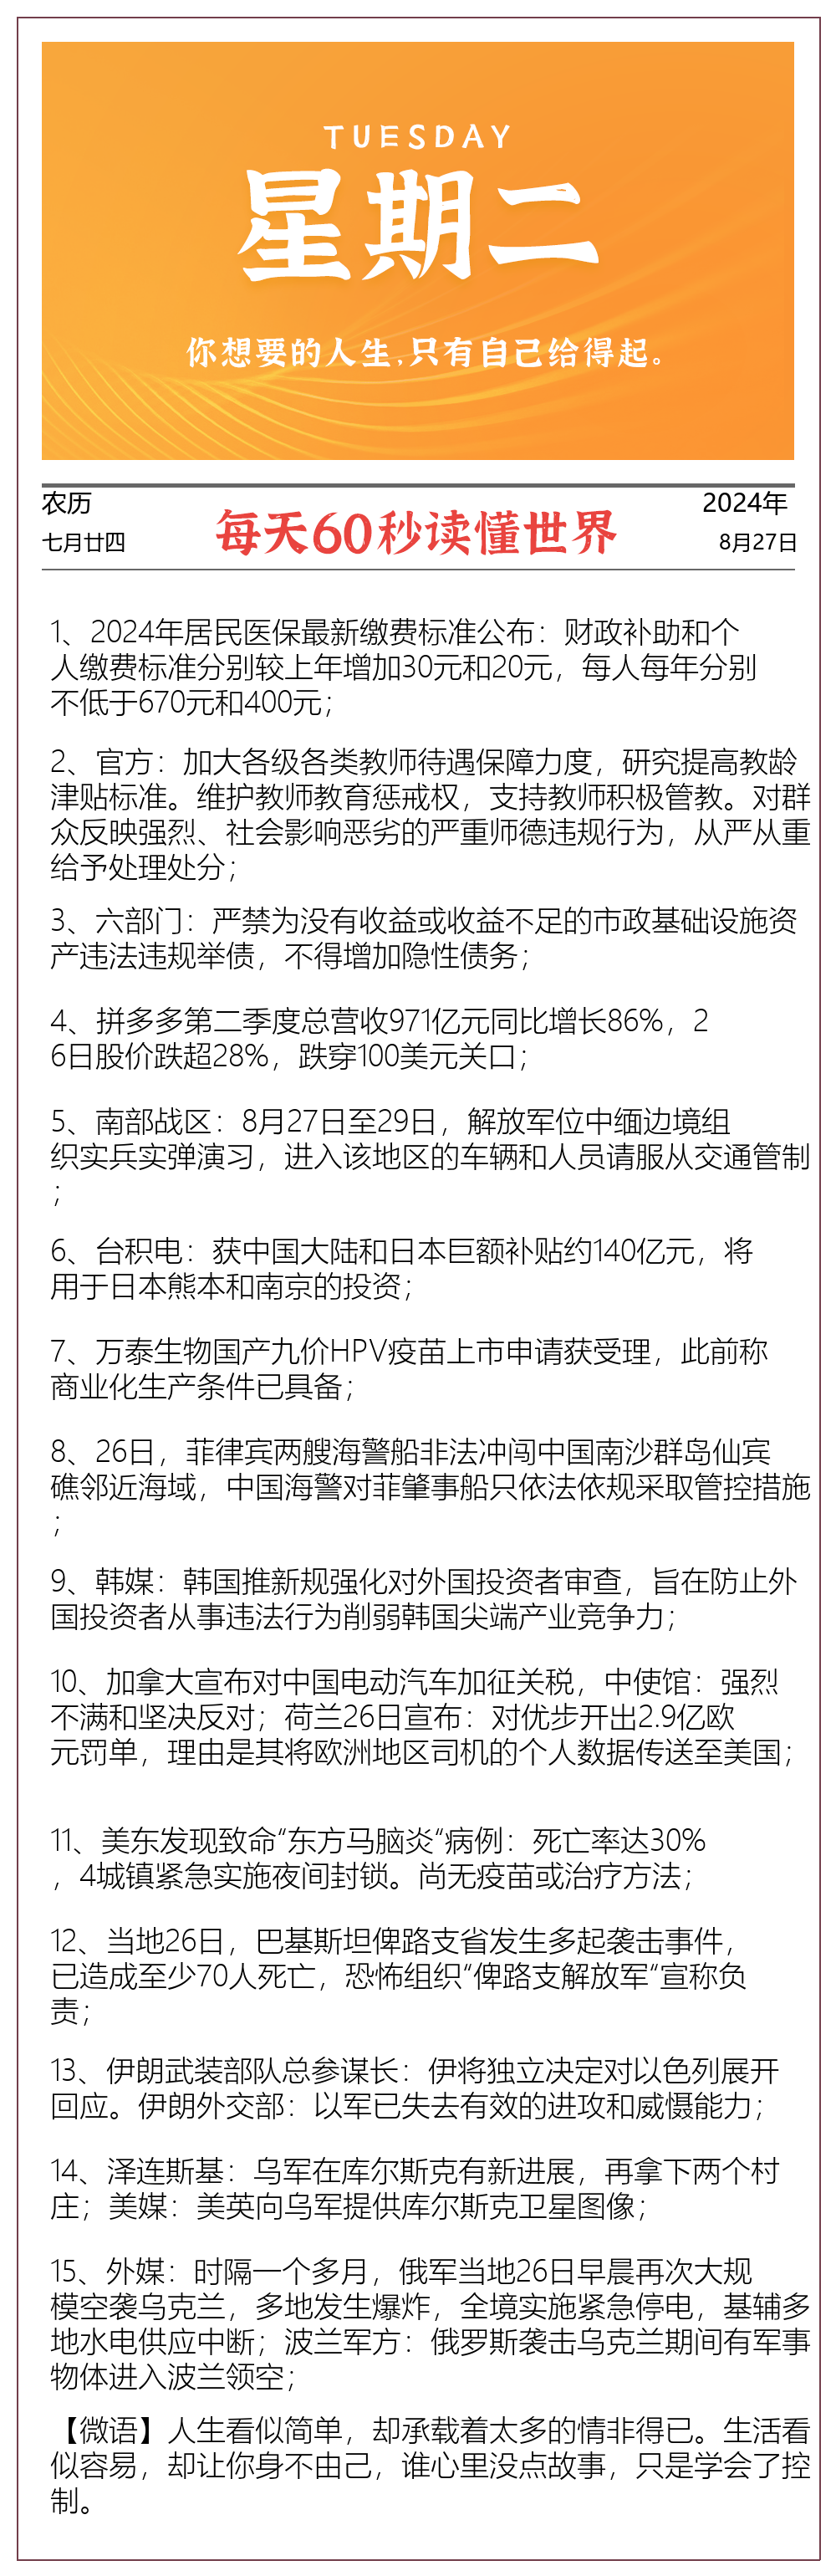 TUESDAY
星期二
你想要的人生,只有自己给得起。
农历
七月廿四
每天60秒读懂世界
2024年
8月27日
1、2024年居民医保最新缴费标准公布：财政补助和个
人缴费标准分别较上年增加30元和20元，每人每年分别
不低于670元和400元；
2、官方：加大各级各类教师待遇保障力度，研究提高教龄
津贴标准。维护教师教育惩戒权，支持教师积极管教。对群
众反映强烈、社会影响恶劣的严重师德违规行为，从严从重
给予处理处分；
3、六部门：严禁为没有收益或收益不足的市政基础设施资
产违法违规举债，不得增加隐性债务；
4、拼多多第二季度总营收971亿元同比增长86%，2
6日股价跌超28%，跌穿100美元关口；
5、南部战区：8月27日至29日，解放军位中缅边境组
织实兵实弹演习，进入该地区的车辆和人员请服从交通管制
；
6、台积电：获中国大陆和日本巨额补贴约140亿元，将
用于日本熊本和南京的投资；
7、万泰生物国产九价HPV疫苗上市申请获受理，此前称
商业化生产条件已具备；
8、26日，菲律宾两艘海警船非法冲闯中国南沙群岛仙宾
礁邻近海域，中国海警对菲肇事船只依法依规采取管控措施
；
9、韩媒：韩国推新规强化对外国投资者审查，旨在防止外
国投资者从事违法行为削弱韩国尖端产业竞争力；
10、加拿大宣布对中国电动汽车加征关税，中使馆：强烈
不满和坚决反对；荷兰26日宣布：对优步开出2.9亿欧
元罚单，理由是其将欧洲地区司机的个人数据传送至美国；
11、美东发现致命“东方马脑炎“病例：死亡率达30%
，4城镇紧急实施夜间封锁。尚无疫苗或治疗方法；
12、当地26日，巴基斯坦俾路支省发生多起袭击事件，
已造成至少70人死亡，恐怖组织“俾路支解放军“宣称负
责；
13、伊朗武装部队总参谋长：伊将独立决定对以色列展开
回应。伊朗外交部：以军已失去有效的进攻和威慑能力；
14、泽连斯基：乌军在库尔斯克有新进展，再拿下两个村
庄；美媒：美英向乌军提供库尔斯克卫星图像；
15、外媒：时隔一个多月，俄军当地26日早晨再次大规
模空袭乌克兰，多地发生爆炸，全境实施紧急停电，基辅多
地水电供应中断；波兰军方：俄罗斯袭击乌克兰期间有军事
物体进入波兰领空；
【微语】人生看似简单，却承载着太多的情非得已。生活看
似容易，却让你身不由己，谁心里没点故事，只是学会了控
制。